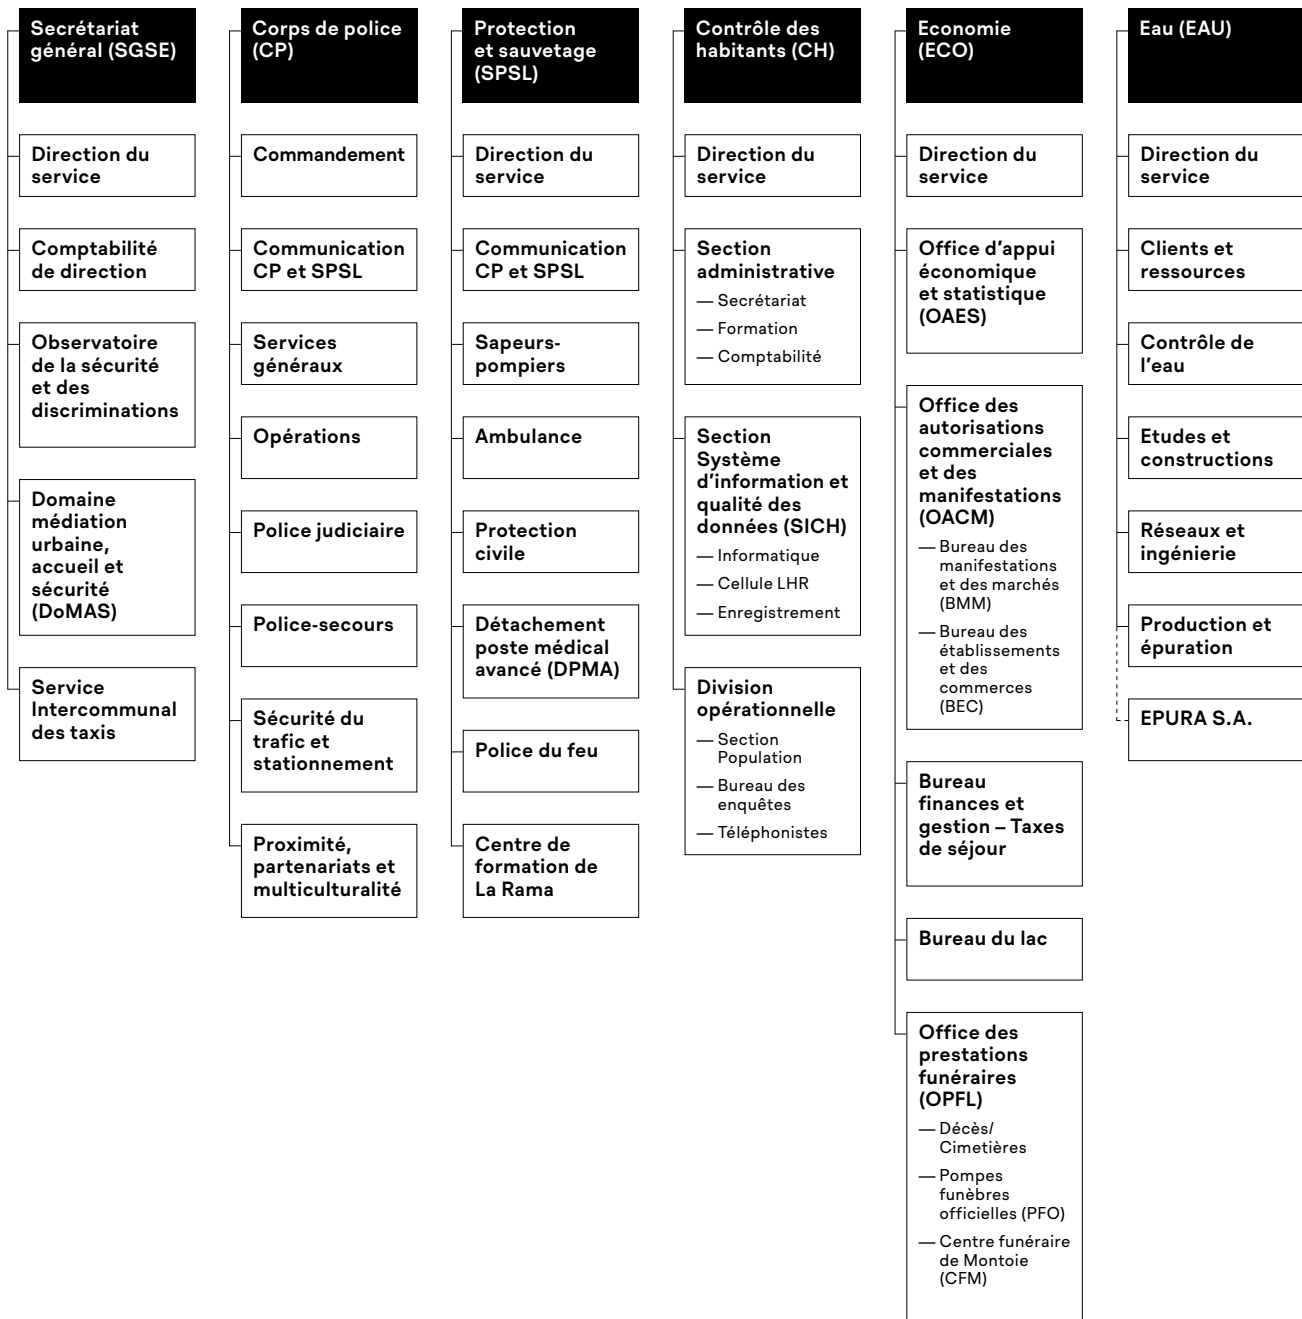 Secrétariat
général (SGSE)
Direction du
service
Comptabilité
de direction
Observatoire
de la sécurité
et des
discriminations
Domaine
médiation
urbaine,
accueil et
sécurité
(DoMAS)
Service
Intercommunal
des taxis
Corps de police
(CP)
Commandement
Communication
CP et SPSL
Services
généraux
Opérations
Police judiciaire
Police-secours
Sécurité du
trafic et
stationnement
Proximité,
partenariats et
multiculturalité
Protection
et sauvetage
(SPSL)
Direction du
service
Communication
CP et SPSL
Sapeurs-
pompiers
Ambulance
Protection
civile
Détachement
poste médical
avancé (DPMA)
Police du feu
Centre de
formation de
La Rama
Contrôle des
habitants (CH)
Direction du
service
Section
administrative
— Secrétariat
— Formation
— Comptabilité
Section
Système
d'information et
qualité des
données (SICH)
— Informatique
— Cellule LHR
— Enregistrement
Division
opérationnelle
— Section
Population
— Bureau des
enquêtes
— Téléphonistes
Economie
(ECO)
Direction du
service
Office d'appui
économique
et statistique
(OAES)
Office des
autorisations
commerciales
et des
manifestations
(OACM)
— Bureau des
manifestations
et des marchés
(BMM)
— Bureau des
établissements
et des
commerces
(BEC)
Bureau
finances et
gestion – Taxes
de séjour
Bureau du lac
Office des
prestations
funéraires
(OPFL)
— Décès/
Cimetières
— Pompes
funèbres
officielles (PFO)
— Centre funéraire
de Montoie
(CFM)
Eau (EAU)
Direction du
service
Clients et
ressources
Contrôle de
l'eau
Etudes et
constructions
Réseaux et
ingénierie
Production et
épuration
EPURA S.A.